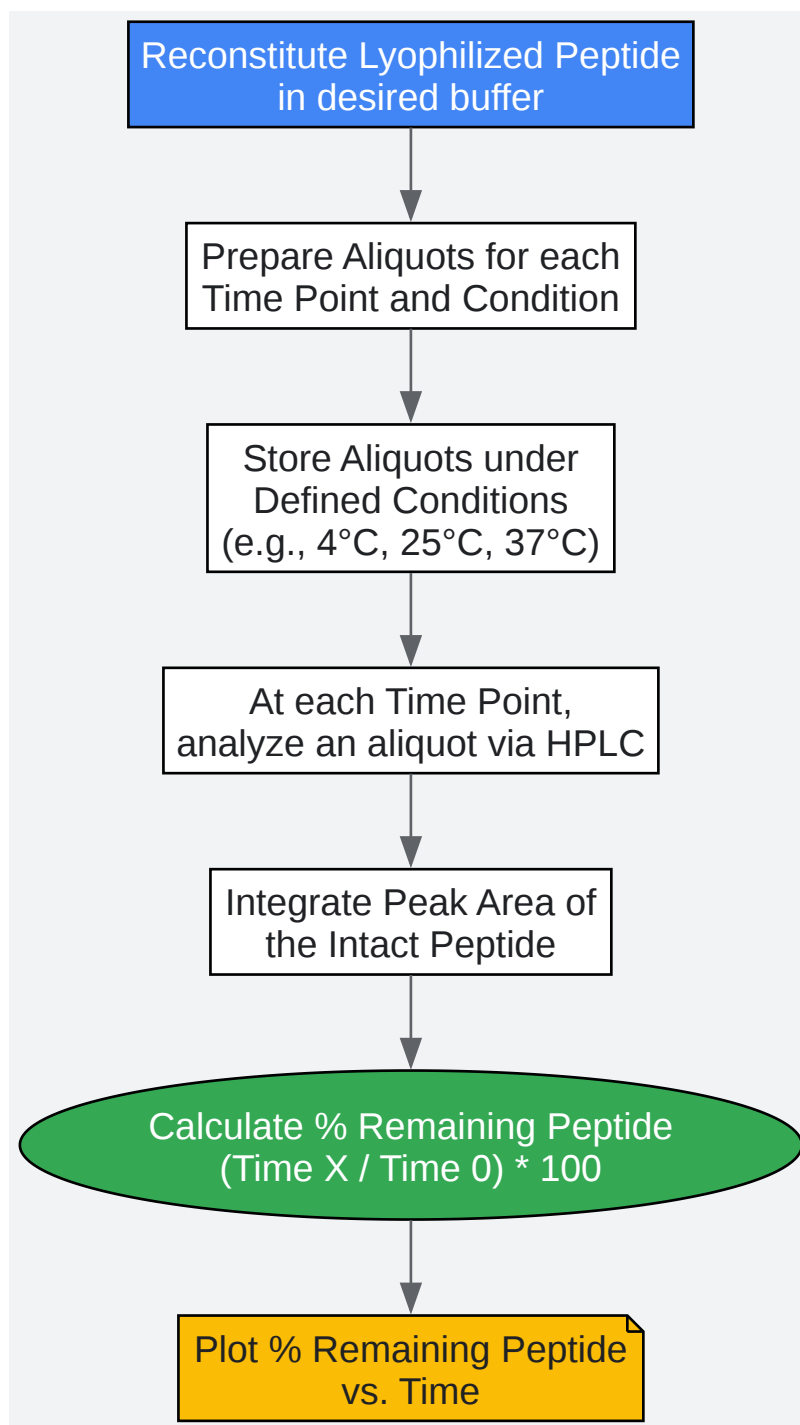 Reconstitute Lyophilized Peptide
in desired buffer
Prepare Aliquots for each
Time Point and Condition
Store Aliquots under
Defined Conditions
(e.g., 4°C, 25°C, 37°C)
At each Time Point,
analyze an aliquot via HPLC
Integrate Peak Area of
the Intact Peptide
Calculate % Remaining Peptide
(Time X / Time 0) * 100
Plot % Remaining Peptide
vs. Time